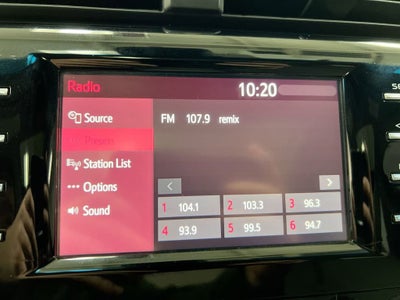 Radio
10:20
Source
FM 107.9 remix
Presets
Station List
Options
Sound
1 104.1
2 103.3
3 96.3
4 93.9
5 99.5
6 94.7